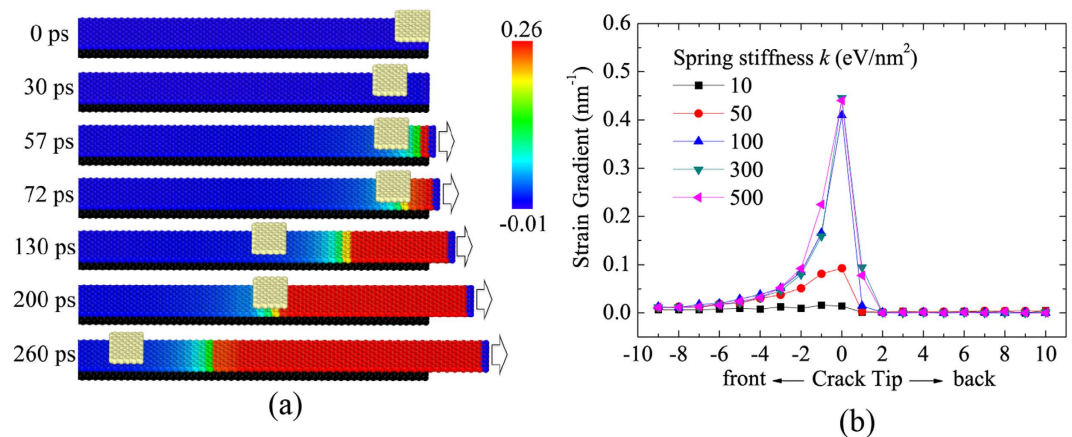 0 ps
30 ps
57 ps
72 ps
130 ps
200 ps
260 ps
0.26
-0.01
(a)
Strain Gradient (nm⁻¹)
0.6
0.5
0.4
0.3
0.2
0.1
0.0
Spring stiffness k (eV/nm²)
10
50
100
300
500
-10 -8 -6 -4 -2 0 2 4 6 8 10
front ← Crack Tip → back
(b)